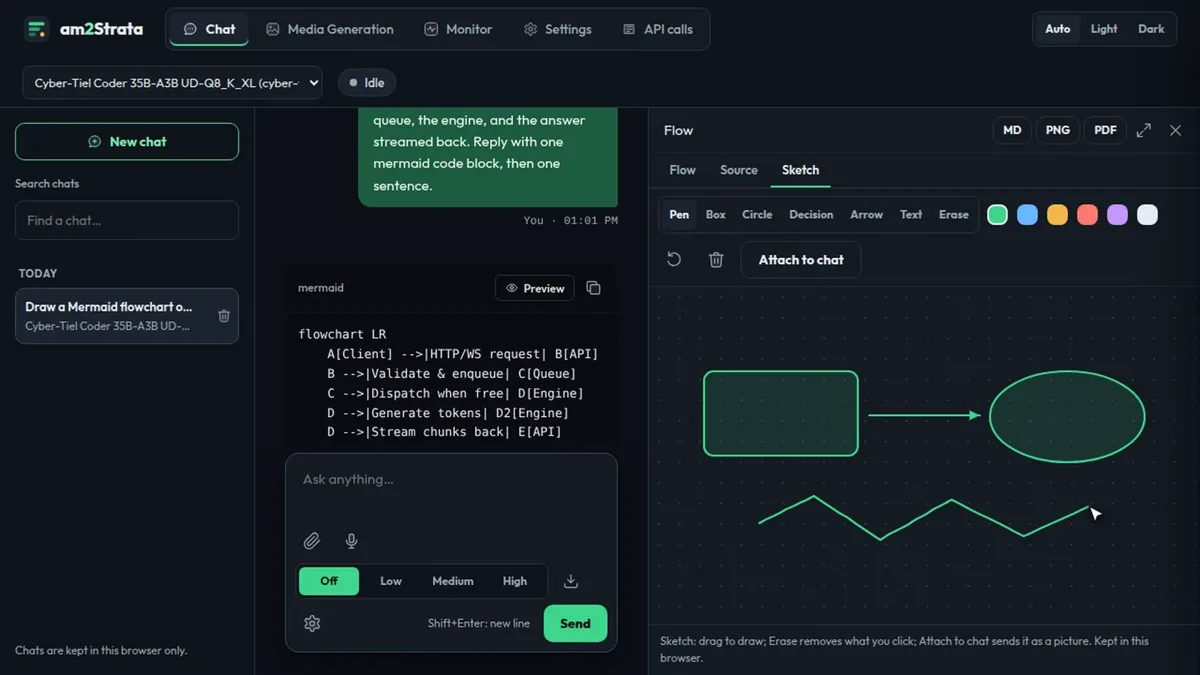 am2Strata
Chat
Media Generation
Monitor
Settings
API calls
Auto
Light
Dark
Cyber-Tiel Coder 35B-A3B UD-Q8_K_XL (cyber-
Idle
New chat
Search chats
Find a chat...
TODAY
Draw a Mermaid flowchart o...
Cyber-Tiel Coder 35B-A3B UD-...
Chats are kept in this browser only.
queue, the engine, and the answer
streamed back. Reply with one
mermaid code block, then one
sentence.
You · 01:01 PM
mermaid
Preview
flowchart LR
    A[Client] -->|HTTP/WS request| B[API]
    B -->|Validate & enqueue| C[Queue]
    C -->|Dispatch when free| D[Engine]
    D -->|Generate tokens| D2[Engine]
    D -->|Stream chunks back| E[API]
Ask anything...
Off
Low
Medium
High
Shift+Enter: new line
Send
Flow
MD
PNG
PDF
Flow
Source
Sketch
Pen
Box
Circle
Decision
Arrow
Text
Erase
Attach to chat
Sketch: drag to draw; Erase removes what you click; Attach to chat sends it as a picture. Kept in this
browser.